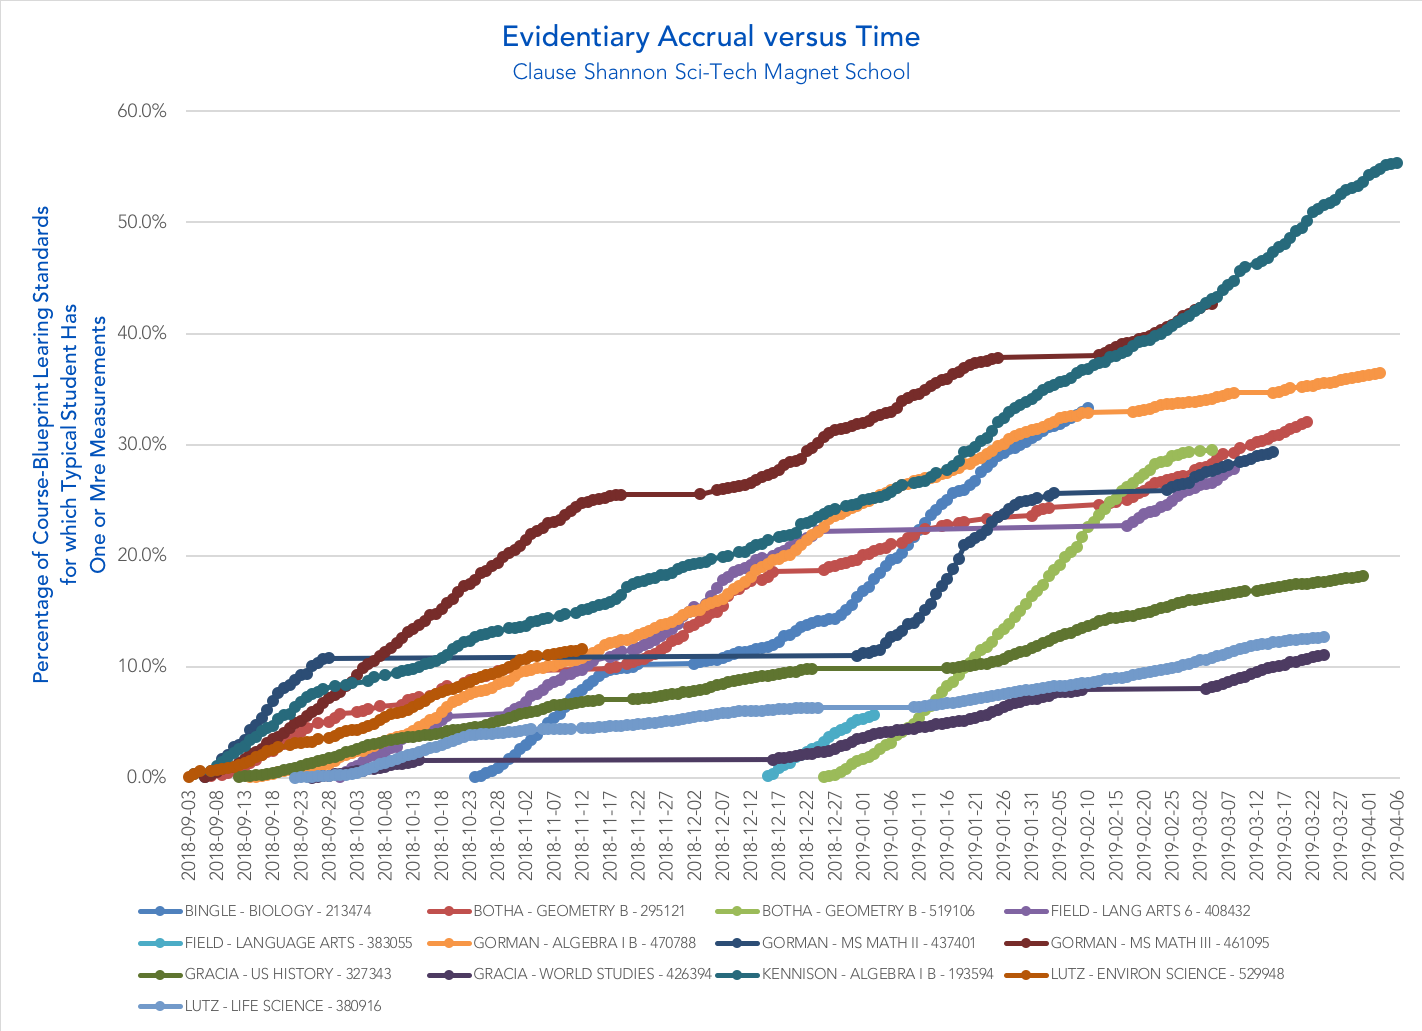 Evidentiary Accrual versus Time
Clause Shannon Sci-Tech Magnet School
Percentage of Course-Blueprint Learing Standards
for which Typical Student Has
One or Mre Measurements
60.0%
50.0%
40.0%
30.0%
20.0%
10.0%
0.0%
2018-09-03
2018-09-08
2018-09-13
2018-09-18
2018-09-23
2018-09-28
2018-10-03
2018-10-08
2018-10-13
2018-10-18
2018-10-23
2018-10-28
2018-11-02
2018-11-07
2018-11-12
2018-11-17
2018-11-22
2018-11-27
2018-12-02
2018-12-07
2018-12-12
2018-12-17
2018-12-22
2018-12-27
2019-01-01
2019-01-06
2019-01-11
2019-01-16
2019-01-21
2019-01-26
2019-01-31
2019-02-05
2019-02-10
2019-02-15
2019-02-20
2019-02-25
2019-03-02
2019-03-07
2019-03-12
2019-03-17
2019-03-22
2019-03-27
2019-04-01
2019-04-06
BINGLE - BIOLOGY - 213474
BOTHA - GEOMETRY B - 295121
BOTHA - GEOMETRY B - 519106
FIELD - LANG ARTS 6 - 408432
FIELD - LANGUAGE ARTS - 383055
GORMAN - ALGEBRA I B - 470788
GORMAN - MS MATH II - 437401
GORMAN - MS MATH III - 461095
GRACIA - US HISTORY - 327343
GRACIA - WORLD STUDIES - 426394
KENNISON - ALGEBRA I B - 193594
LUTZ - ENVIRON SCIENCE - 529948
LUTZ - LIFE SCIENCE - 380916